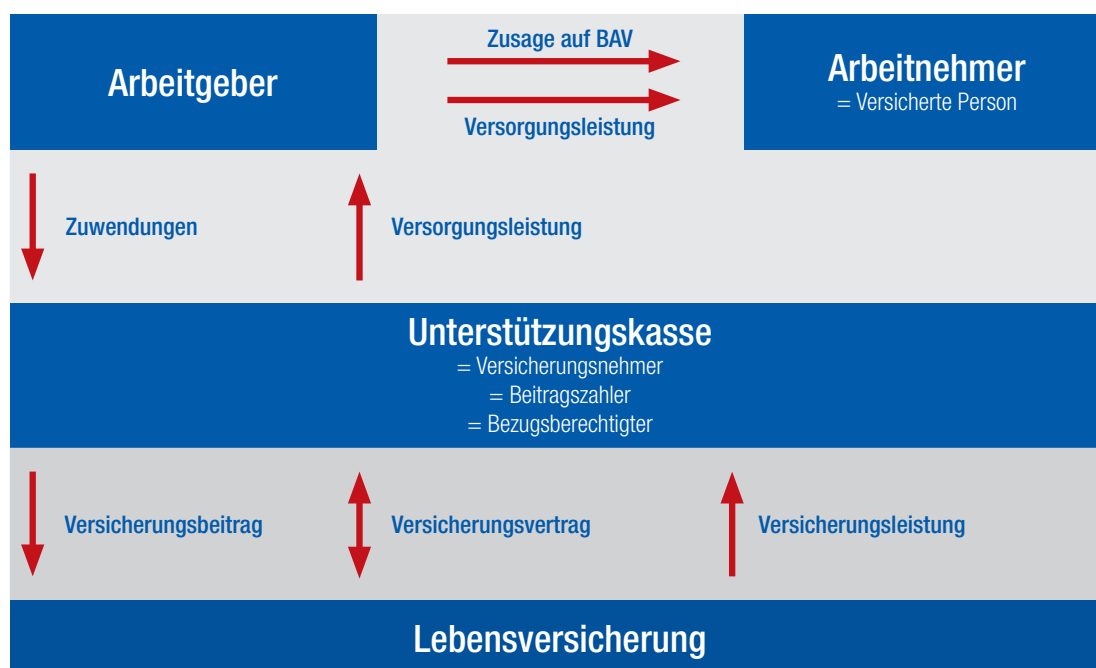 Arbeitgeber
Zusage auf BAV
Versorgungsleistung
Arbeitnehmer
= Versicherte Person
Zuwendungen
Versorgungsleistung
Unterstützungskasse
= Versicherungsnehmer
= Beitragszahler
= Bezugsberechtigter
Versicherungsbeitrag
Versicherungsvertrag
Versicherungsleistung
Lebensversicherung